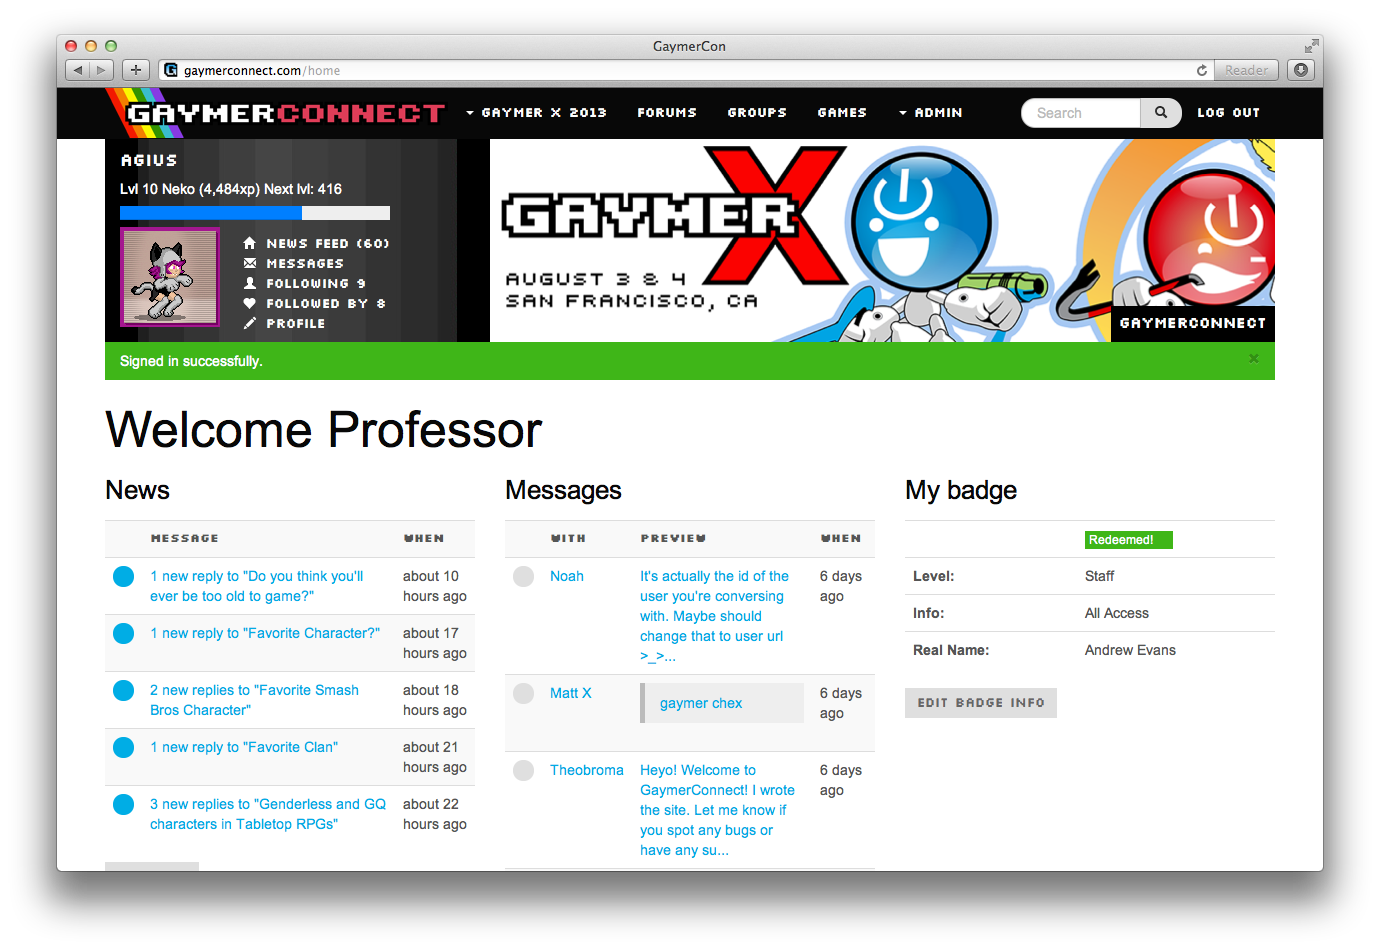 GaymerCon
gaymerconnect.com/home
Reader
GAYMERCONNECT
GAYMER X 2013 FORUMS GROUPS GAMES ADMIN Search LOG OUT
AGIUS
Lvl 10 Neko (4,484xp) Next lvl: 416
NEWS FEED (60)
MESSAGES
FOLLOWING 9
FOLLOWED BY 8
PROFILE
GAYMER X
AUGUST 3 & 4
SAN FRANCISCO, CA
GAYMERCONNECT
Signed in successfully.
×
Welcome Professor
News
MESSAGE WHEN
1 new reply to "Do you think you'll about 10
ever be too old to game?" hours ago
1 new reply to "Favorite Character?" about 17
hours ago
2 new replies to "Favorite Smash about 18
Bros Character" hours ago
1 new reply to "Favorite Clan" about 21
hours ago
3 new replies to "Genderless and GQ about 22
characters in Tabletop RPGs" hours ago
Messages
WITH PREVIEW WHEN
Noah It's actually the id of the 6 days
user you're conversing ago
with. Maybe should
change that to user url
>_>...
Matt X gaymer chex 6 days
ago
Theobroma Heyo! Welcome to 6 days
GaymerConnect! I wrote ago
the site. Let me know if
you spot any bugs or
have any su...
My badge
Redeemed!
Level: Staff
Info: All Access
Real Name: Andrew Evans
EDIT BADGE INFO